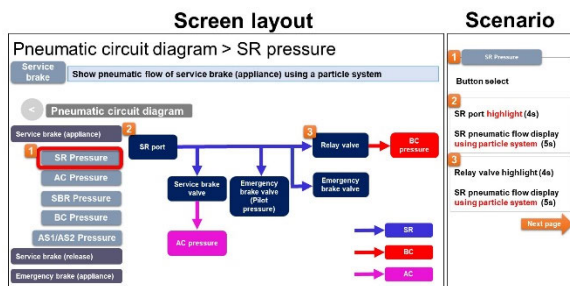 Screen layout
Scenario
Pneumatic circuit diagram > SR pressure
Service
brake
Show pneumatic flow of service brake (appliance) using a particle system
<
Pneumatic circuit diagram
Service brake (appliance)
1
SR Pressure
AC Pressure
SBR Pressure
BC Pressure
AS1/AS2 Pressure
Service brake (release)
Emergency brake (appliance)
2
SR port
3
Relay valve
BC
pressure
Service brake
valve
Emergency
brake valve
(Pilot
pressure)
Emergency
brake valve
AC pressure
SR
BC
AC
1
SR Pressure
Button select
2
SR port highlight (4s)
SR pneumatic flow display
using particle system (5s)
3
Relay valve highlight (4s)
SR pneumatic flow display
using particle system (5s)
Next page